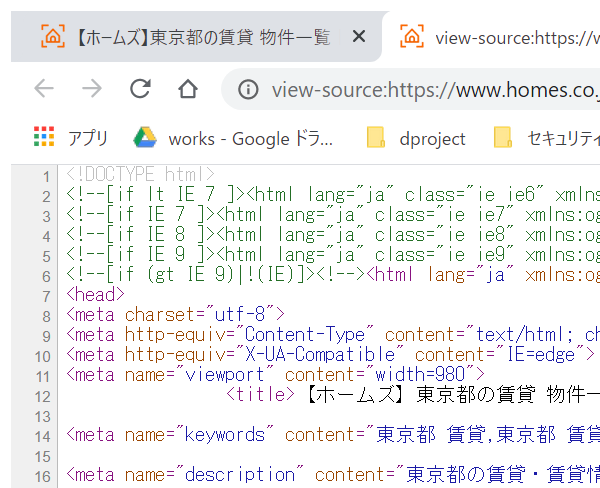 【ホームズ】東京都の賃貸 物件一覧
view-source:https://w
view-source:https://www.homes.co.j
アプリ
works - Google ドラ...
dproject
セキュリティ
1 <!DOCTYPE html>
2 <!--[if lt IE 7 ]><html lang="ja" class="ie ie6" xmlns
3 <!--[if IE 7 ]><html lang="ja" class="ie ie7" xmlns:og
4 <!--[if IE 8 ]><html lang="ja" class="ie ie8" xmlns:og
5 <!--[if IE 9 ]><html lang="ja" class="ie ie9" xmlns:og
6 <!--[if (gt IE 9)|!(IE)]><!--><html lang="ja" xmlns:og
7 <head>
8 <meta charset="utf-8">
9 <meta http-equiv="Content-Type" content="text/html; ch
10 <meta http-equiv="X-UA-Compatible" content="IE=edge">
11 <meta name="viewport" content="width=980">
12 <title>【ホームズ】東京都の賃貸 物件一
13
14 <meta name="keywords" content="東京都 賃貸,東京都 賃貸
15
16 <meta name="description" content="東京都の賃貸・賃貸情